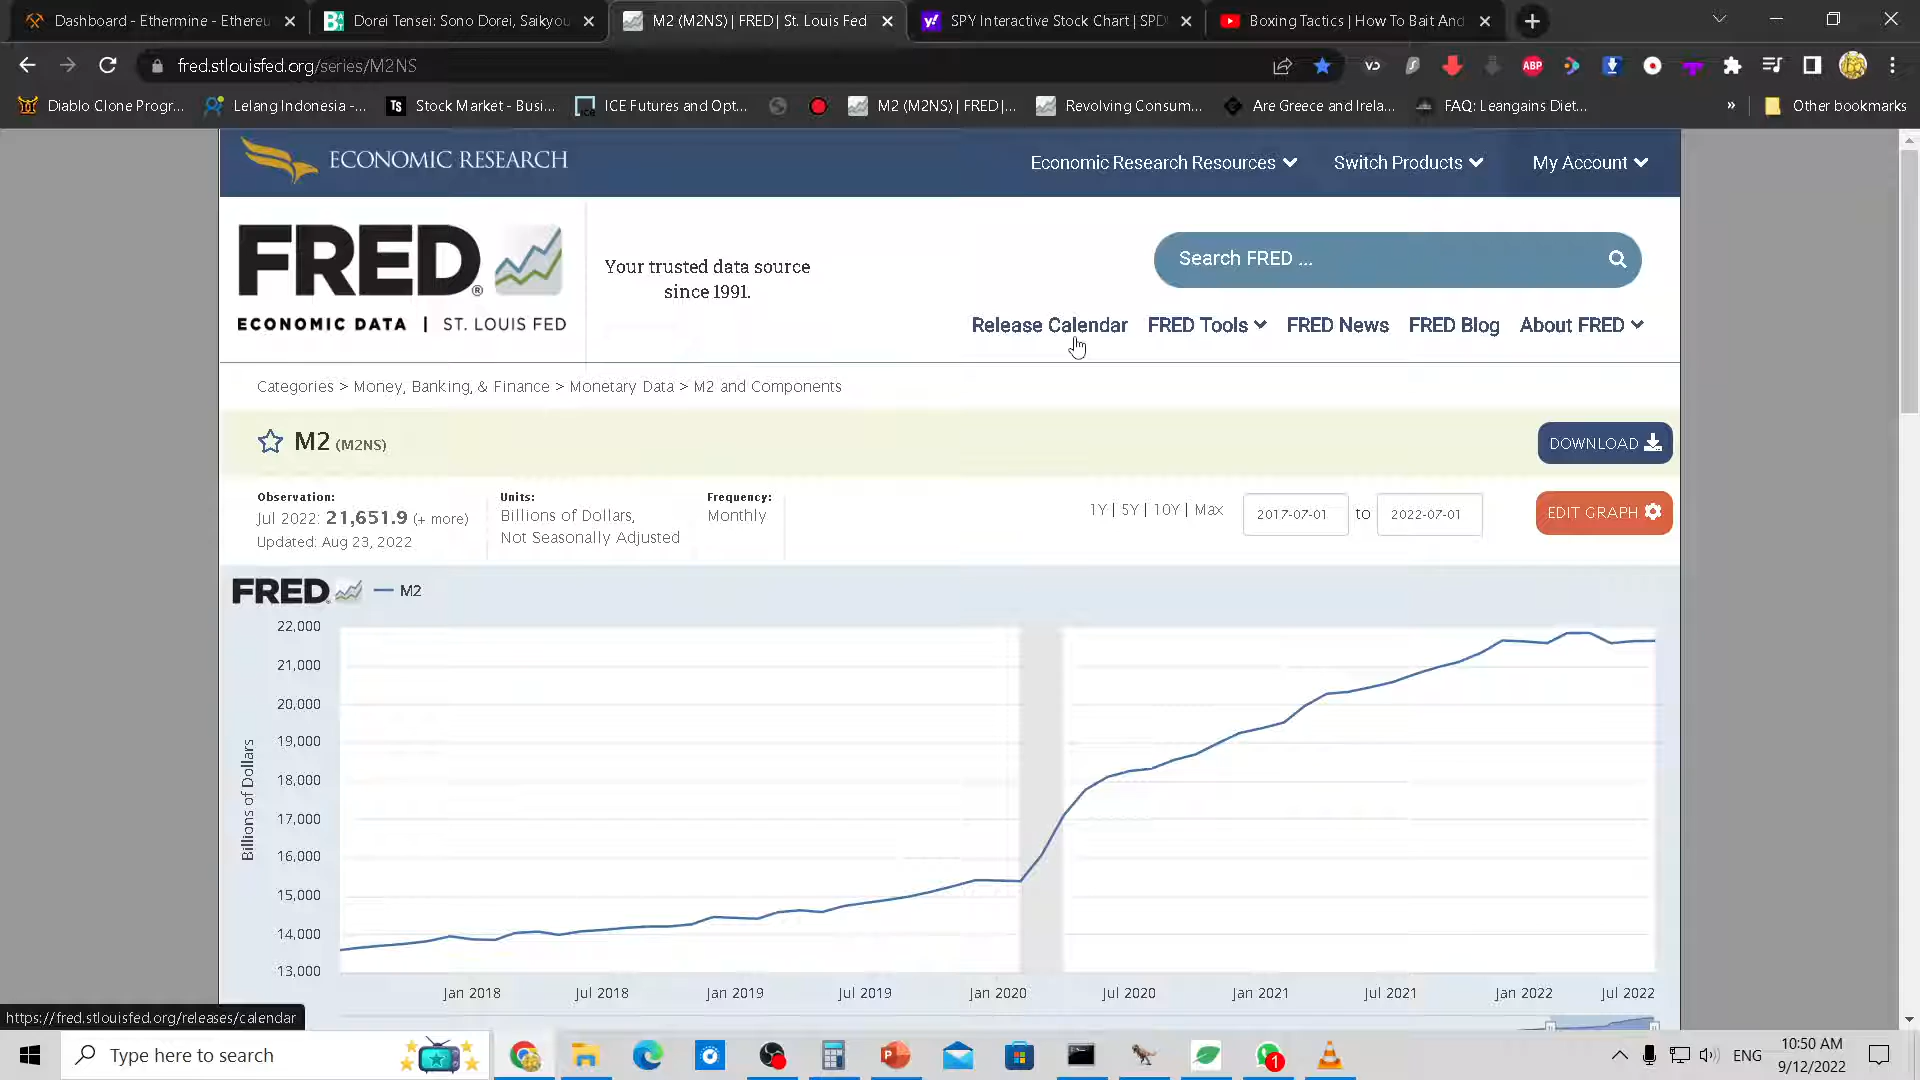 Dashboard - Ethermine - Ethereu
Dorei Tensei: Sono Dorei, Saikyou
M2 (M2NS) | FRED | St. Louis Fed
SPY Interactive Stock Chart | SPD
Boxing Tactics | How To Bait And
fred.stlouisfed.org/series/M2NS
ABP
Diablo Clone Progr...
Lelang Indonesia -...
Ts
Stock Market - Busi...
ICE Futures and Opt...
M2 (M2NS) | FRED |...
Revolving Consum...
Are Greece and Irela...
FAQ: Leangains Diet...
»
Other bookmarks
ECONOMIC RESEARCH
Economic Research Resources
Switch Products
My Account
FRED®
ECONOMIC DATA | ST. LOUIS FED
Your trusted data source
since 1991.
Search FRED ...
Release Calendar
FRED Tools
FRED News
FRED Blog
About FRED
Categories > Money, Banking, & Finance > Monetary Data > M2 and Components
M2 (M2NS)
DOWNLOAD
Observation:
Jul 2022: 21,651.9 (+ more)
Updated: Aug 23, 2022
Units:
Billions of Dollars,
Not Seasonally Adjusted
Frequency:
Monthly
1Y | 5Y | 10Y | Max
2017-07-01 to 2022-07-01
EDIT GRAPH
FRED
M2
22,000
21,000
20,000
19,000
18,000
17,000
16,000
15,000
14,000
13,000
Billions of Dollars
Jan 2018
Jul 2018
Jan 2019
Jul 2019
Jan 2020
Jul 2020
Jan 2021
Jul 2021
Jan 2022
Jul 2022
https://fred.stlouisfed.org/releases/calendar
Type here to search
1
ENG
10:50 AM
9/12/2022